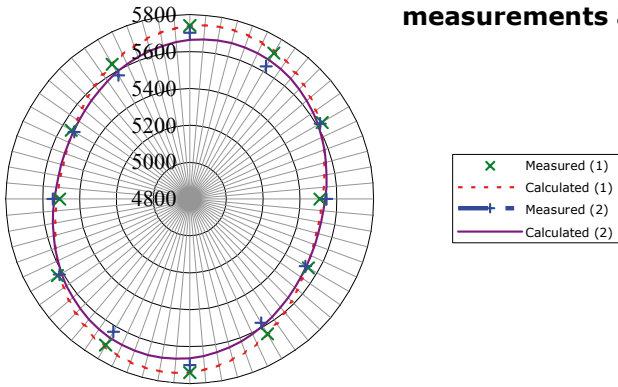 measurements
5800
5600
5400
5200
5000
4800
Measured (1)
Calculated (1)
Measured (2)
Calculated (2)